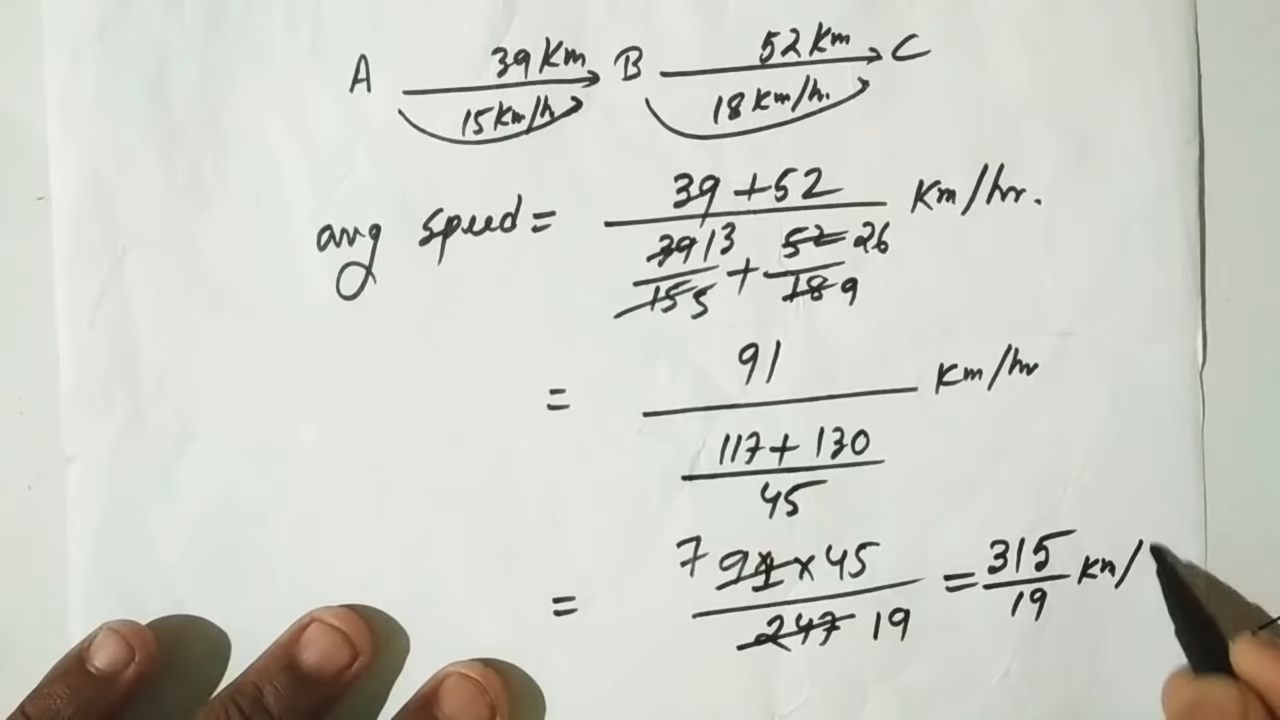 A 39 Km B 52 Km C
15 Km/h 18 Km/h.
avg speed = 39 + 52 Km/hr.
39 13 + 52 26
15 5 18 9
= 91 Km/hr
117 + 130
45
= 7 91 x 45 = 315 km/
247 19 19